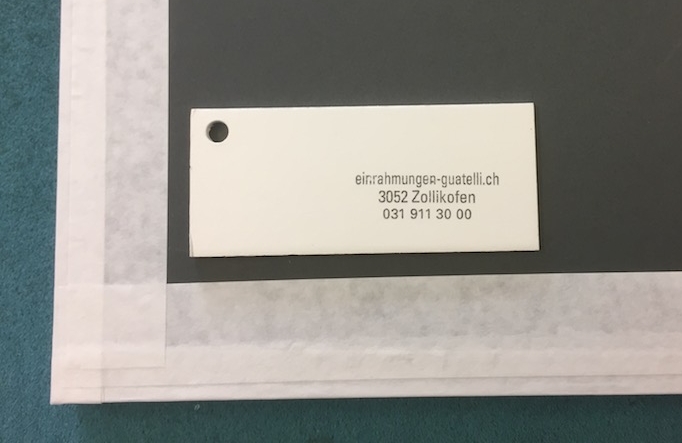 einrahmungen-guatelli.ch
3052 Zollikofen
031 911 30 00